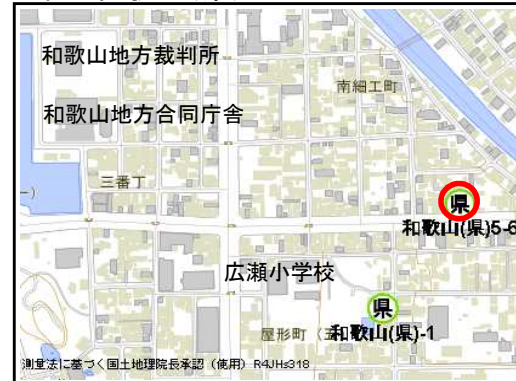 和歌山地方裁判所
南細工町
和歌山地方合同庁舎
三番丁
県
和歌山(県)5-6
広瀬小学校
県
屋形町
和歌山(県)-1
測量法に基づく国土地理院長承認（使用）R4JHs318